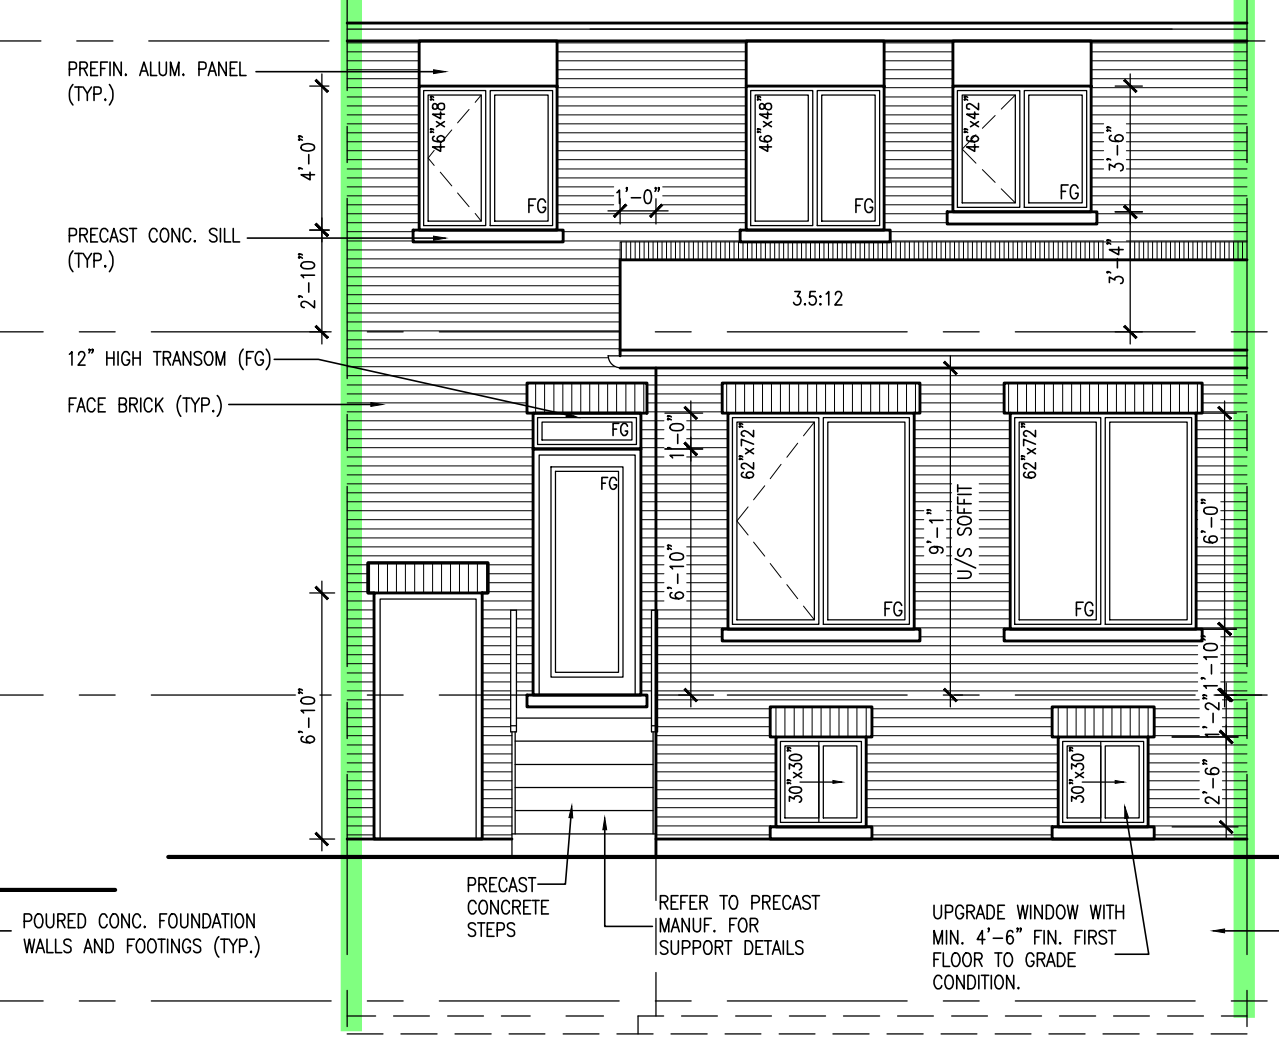 PREFIN. ALUM. PANEL
(TYP.)
46"x48"
46"x48"
46"x42"
4'-0"
3'-6"
FG
FG
FG
1'-0"
PRECAST CONC. SILL
(TYP.)
2'-10"
3'-4"
3.5:12
12" HIGH TRANSOM (FG)
FACE BRICK (TYP.)
FG
1'-0"
62"x72"
62"x72"
FG
9'-1"
U/S SOFFIT
6'-0"
6'-10"
FG
FG
1'-10"
6'-10"
1'-2"
30"x30"
30"x30"
2'-6"
PRECAST
CONCRETE
STEPS
REFER TO PRECAST
MANUF. FOR
SUPPORT DETAILS
UPGRADE WINDOW WITH
MIN. 4'-6" FIN. FIRST
FLOOR TO GRADE
CONDITION.
POURED CONC. FOUNDATION
WALLS AND FOOTINGS (TYP.)